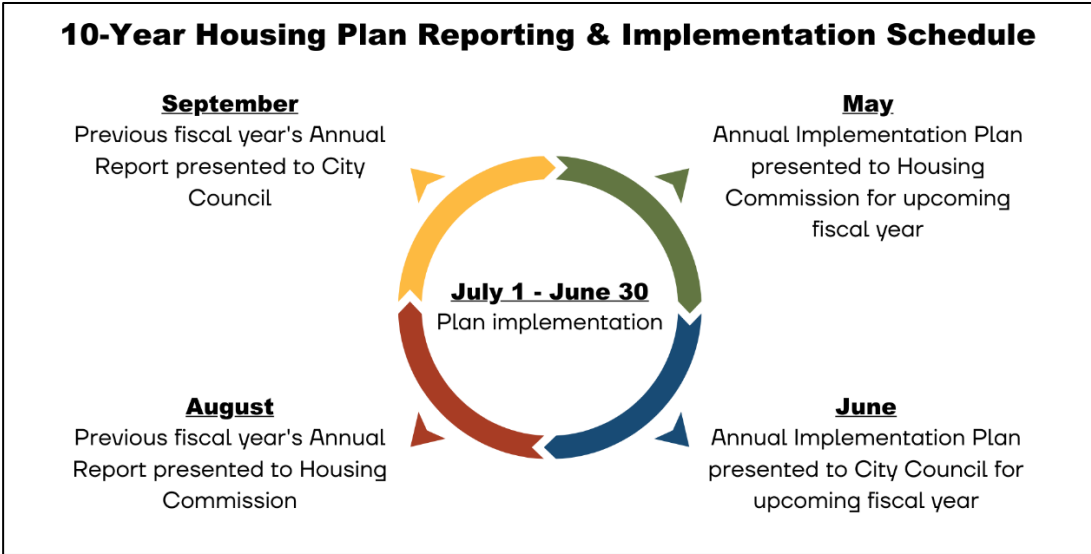 10-Year Housing Plan Reporting & Implementation Schedule
September
Previous fiscal year's Annual
Report presented to City
Council
May
Annual Implementation Plan
presented to Housing
Commission for upcoming
fiscal year
July 1 - June 30
Plan implementation
August
Previous fiscal year's Annual
Report presented to Housing
Commission
June
Annual Implementation Plan
presented to City Council for
upcoming fiscal year